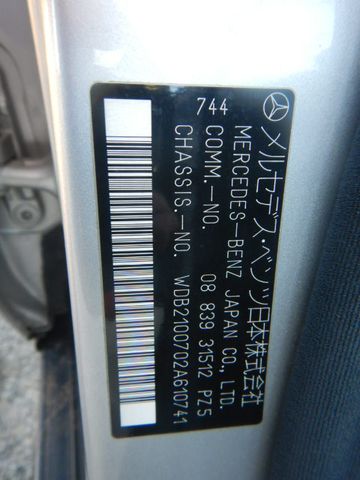 メルセデス・ベンツ日本株式会社
MERCEDES-BENZ JAPAN CO., LTD.
744
COMM.-NO. 08 839 31512 PZ5
CHASSIS.-NO. WDB2100702A610741